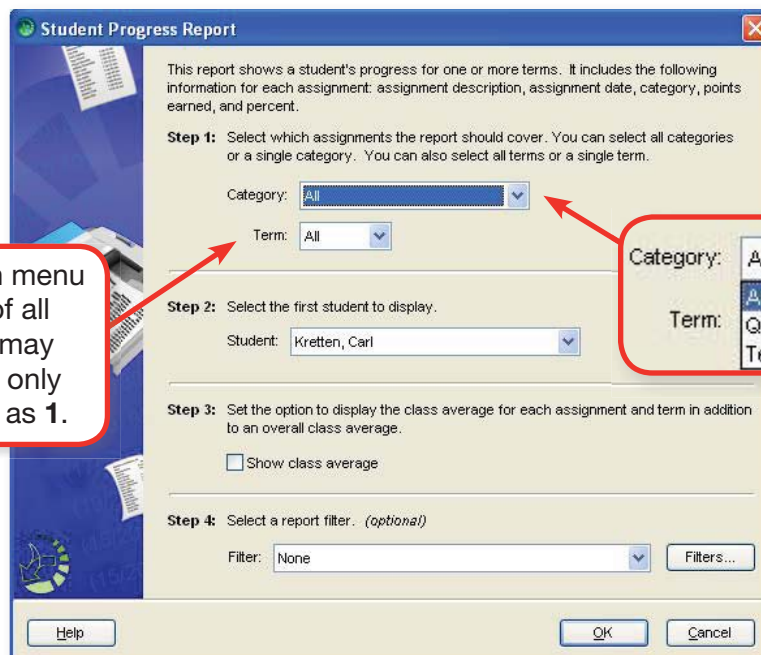 Student Progress Report
This report shows a student's progress for one or more terms. It includes the following
information for each assignment: assignment description, assignment date, category, points
earned, and percent.
Step 1: Select which assignments the report should cover. You can select all categories
or a single category. You can also select all terms or a single term.
Category: All
Term: All
menu
of all
may
only
as 1.
Category: A
A
Term: Q
Te
Step 2: Select the first student to display.
Student: Kretten, Carl
Step 3: Set the option to display the class average for each assignment and term in addition
to an overall class average.
Show class average
Step 4: Select a report filter. (optional)
Filter: None Filters...
Help OK Cancel